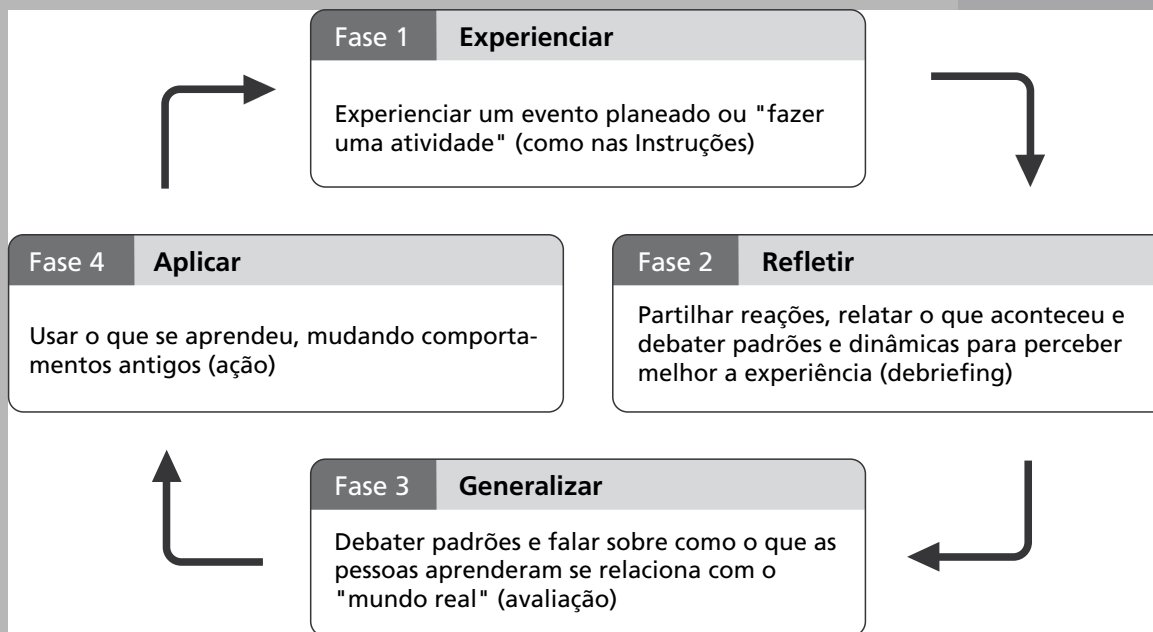 Fase 1 Experienciar
Experienciar um evento planeado ou "fazer
uma atividade" (como nas Instruções)
Fase 2 Refletir
Partilhar reações, relatar o que aconteceu e
debater padrões e dinâmicas para perceber
melhor a experiência (debriefing)
Fase 3 Generalizar
Debater padrões e falar sobre como o que as
pessoas aprenderam se relaciona com o
"mundo real" (avaliação)
Fase 4 Aplicar
Usar o que se aprendeu, mudando comporta-
mentos antigos (ação)